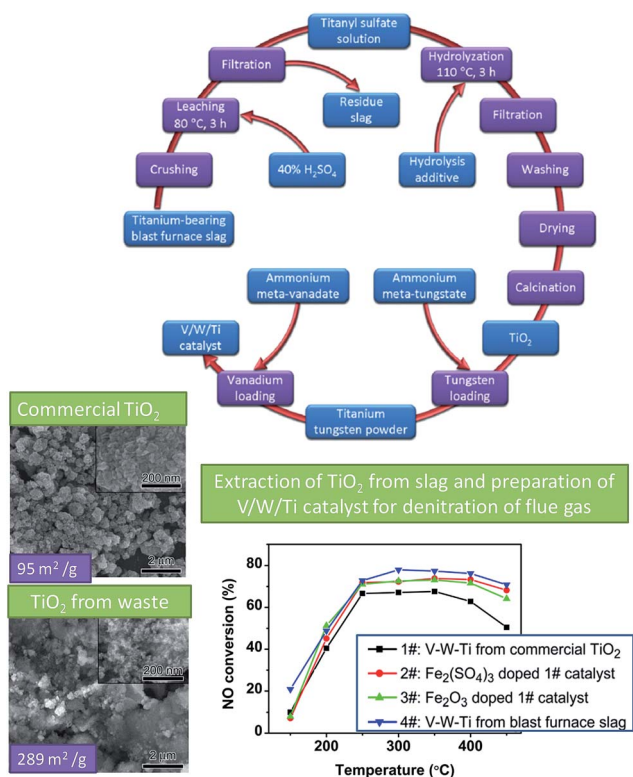 Titanyl sulfate
solution
Filtration
Hydrolyzation
110 °C, 3 h
Leaching
80 °C, 3 h
Residue
slag
Filtration
Crushing
40% H₂SO₄
Hydrolysis
additive
Washing
Titanium-bearing
blast furnace slag
Drying
Ammonium
meta-vanadate
Ammonium
meta-tungstate
Calcination
V/W/Ti
catalyst
TiO₂
Vanadium
loading
Tungsten
loading
Titanium
tungsten powder
Commercial TiO₂
200 nm
95 m²/g
2 μm
TiO₂ from waste
200 nm
289 m²/g
2 μm
Extraction of TiO₂ from slag and preparation of
V/W/Ti catalyst for denitration of flue gas
NO conversion (%)
80
60
40
20
0
1#: V-W-Ti from commercial TiO₂
2#: Fe₂(SO₄)₃ doped 1# catalyst
3#: Fe₂O₃ doped 1# catalyst
4#: V-W-Ti from blast furnace slag
200 300 400
Temperature (°C)